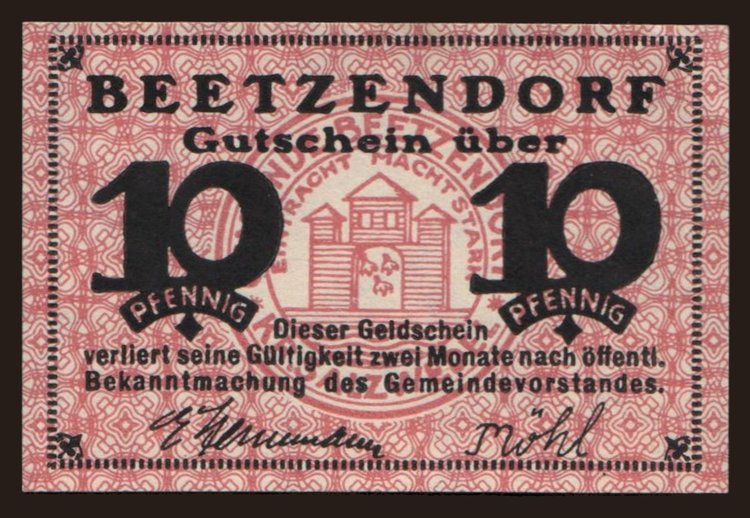 BEETZENDORF
Gutschein über
EINTRACHT MACHT STARK
10 10
PFENNIG PFENNIG
Dieser Geldschein
verliert seine Gültigkeit zwei Monate nach öffentl.
Bekanntmachung des Gemeindevorstandes.
Möhl